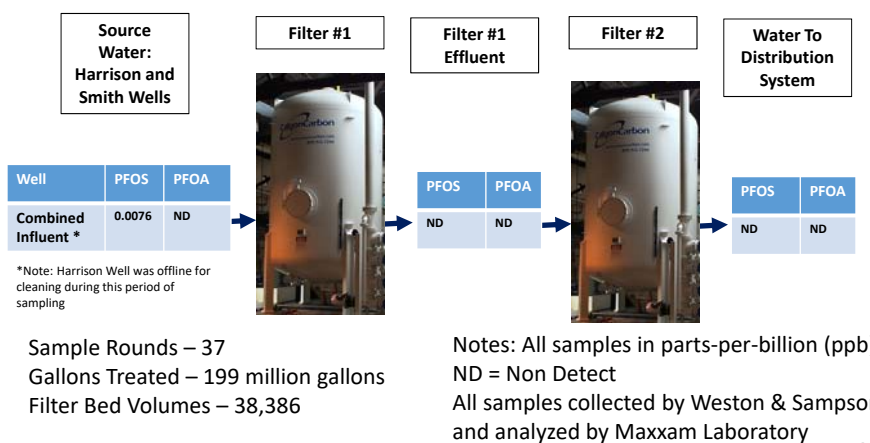 Source
Water:
Harrison and
Smith Wells
Filter #1
Filter #1
Effluent
Filter #2
Water To
Distribution
System
Well PFOS PFOA
Combined
Influent * 0.0076 ND
*Note: Harrison Well was offline for
cleaning during this period of
sampling
CalgonCarbon
PFOS PFOA
ND ND
CalgonCarbon
PFOS PFOA
ND ND
Sample Rounds – 37
Gallons Treated – 199 million gallons
Filter Bed Volumes – 38,386
Notes: All samples in parts-per-billion (ppb
ND = Non Detect
All samples collected by Weston & Sampso
and analyzed by Maxxam Laboratory